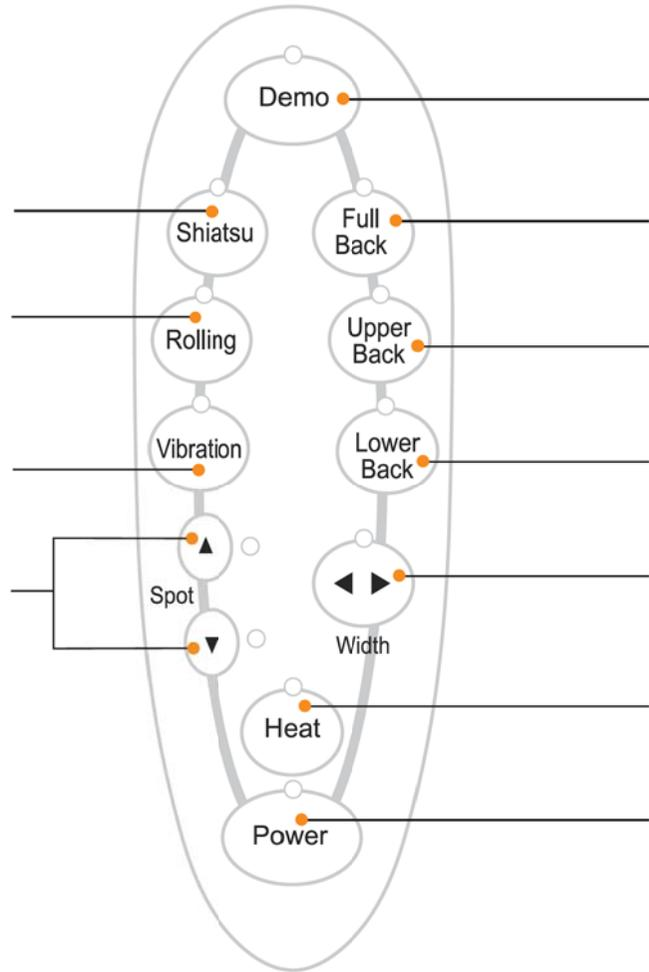 Demo
Shiatsu
Full
Back
Rolling
Upper
Back
Vibration
Lower
Back
Spot
Width
Heat
Power